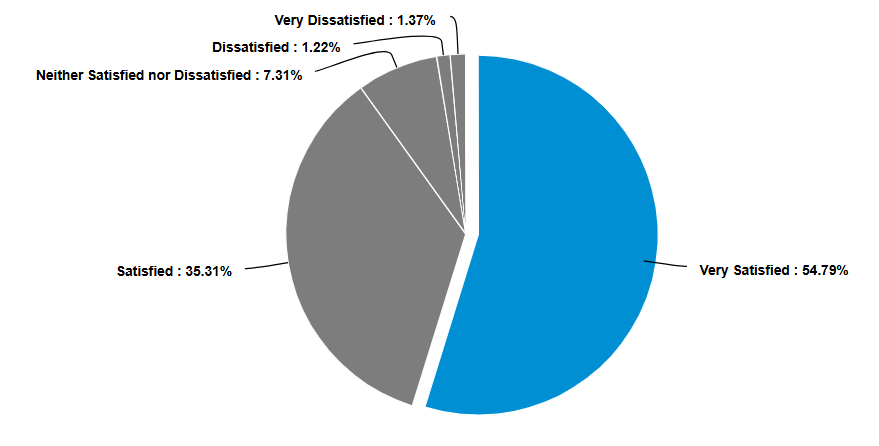 Very Dissatisfied : 1.37%
Dissatisfied : 1.22%
Neither Satisfied nor Dissatisfied : 7.31%
Satisfied : 35.31%
Very Satisfied : 54.79%